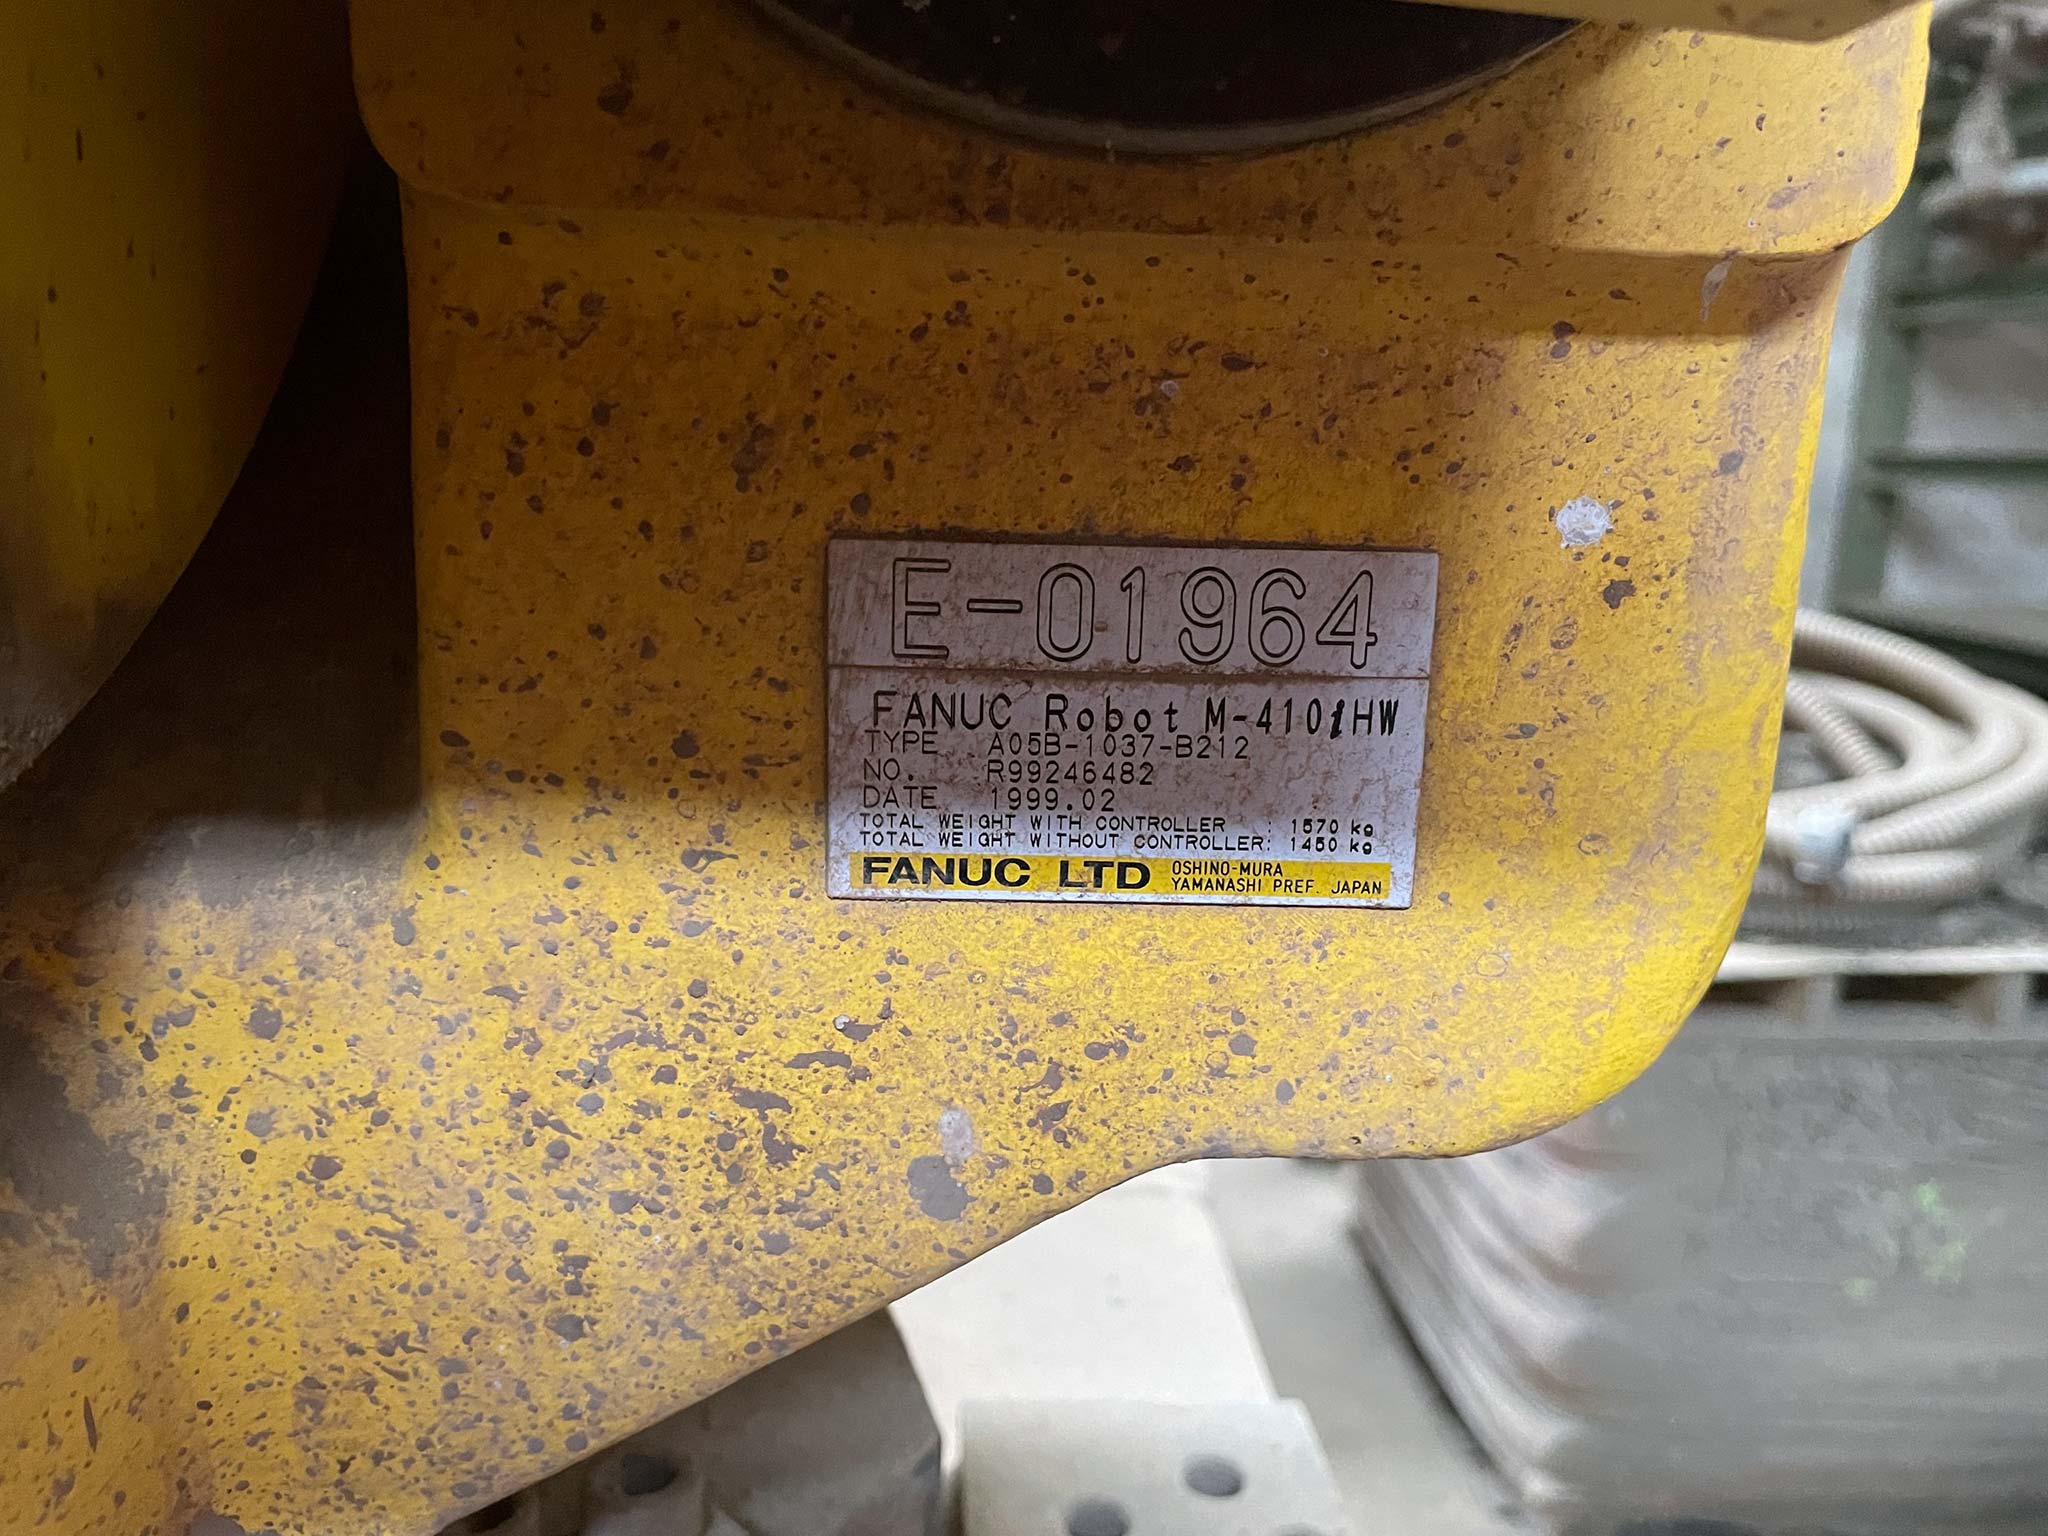 E-01964
FANUC Robot M-410iHW
TYPE A05B-1037-B212
NO. R99246482
DATE 1999.02
TOTAL WEIGHT WITH CONTROLLER : 1570 kg
TOTAL WEIGHT WITHOUT CONTROLLER: 1450 kg
FANUC LTD OSHINO-MURA
YAMANASHI PREF. JAPAN